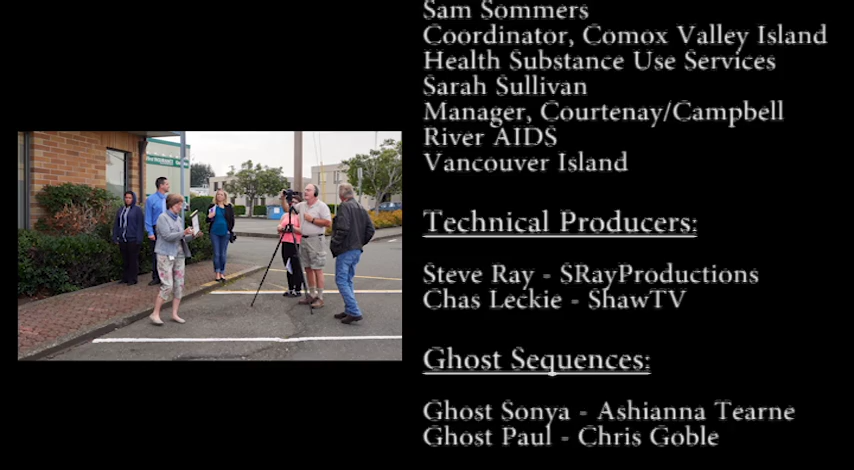 Sam Sommers
Coordinator, Comox Valley Island
Health Substance Use Services
Sarah Sullivan
Manager, Courtenay/Campbell
River AIDS
Vancouver Island
Technical Producers:
Steve Ray - SRayProductions
Chas Leckie - ShawTV
Ghost Sequences:
Ghost Sonya - Ashianna Tearne
Ghost Paul - Chris Goble